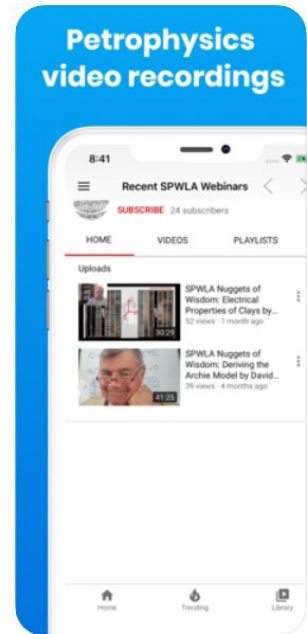 Petrophysics
video recordings
8:41
Recent SPWLA Webinars
SUBSCRIBE 24 subscribers
HOME VIDEOS PLAYLISTS
Uploads
30:29
SPWLA Nuggets of
Wisdom: Electrical
Properties of Clays by...
52 views · 1 month ago
41:25
SPWLA Nuggets of
Wisdom: Deriving the
Archie Model by David...
39 views · 4 months ago
Home Trending Library